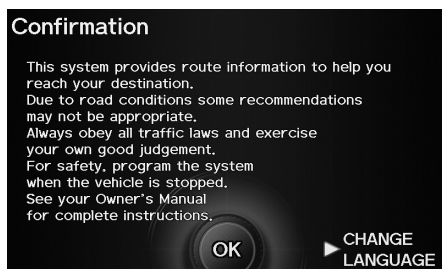 Confirmation
This system provides route information to help you
reach your destination.
Due to road conditions some recommendations
may not be appropriate.
Always obey all traffic laws and exercise
your own good judgement.
For safety, program the system
when the vehicle is stopped.
See your Owner's Manual
for complete instructions.
OK
CHANGE
LANGUAGE